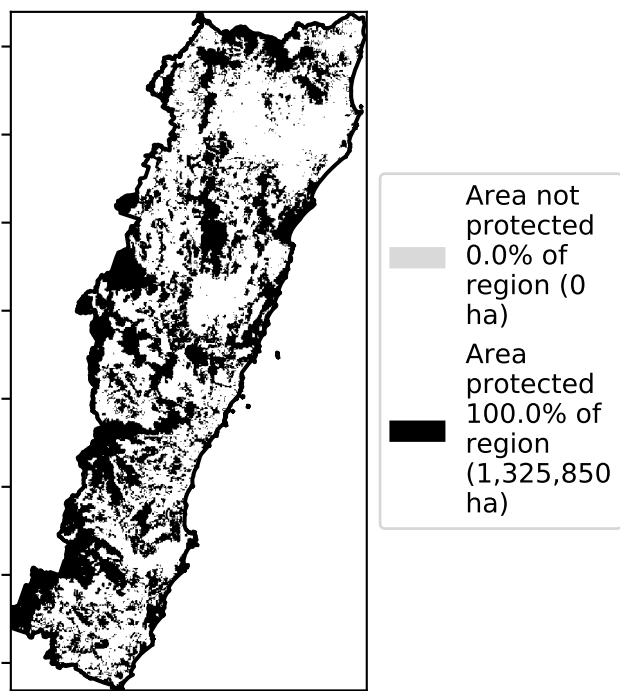 Area not
protected
0.0% of
region (0
ha)
Area
protected
100.0% of
region
(1,325,850
ha)